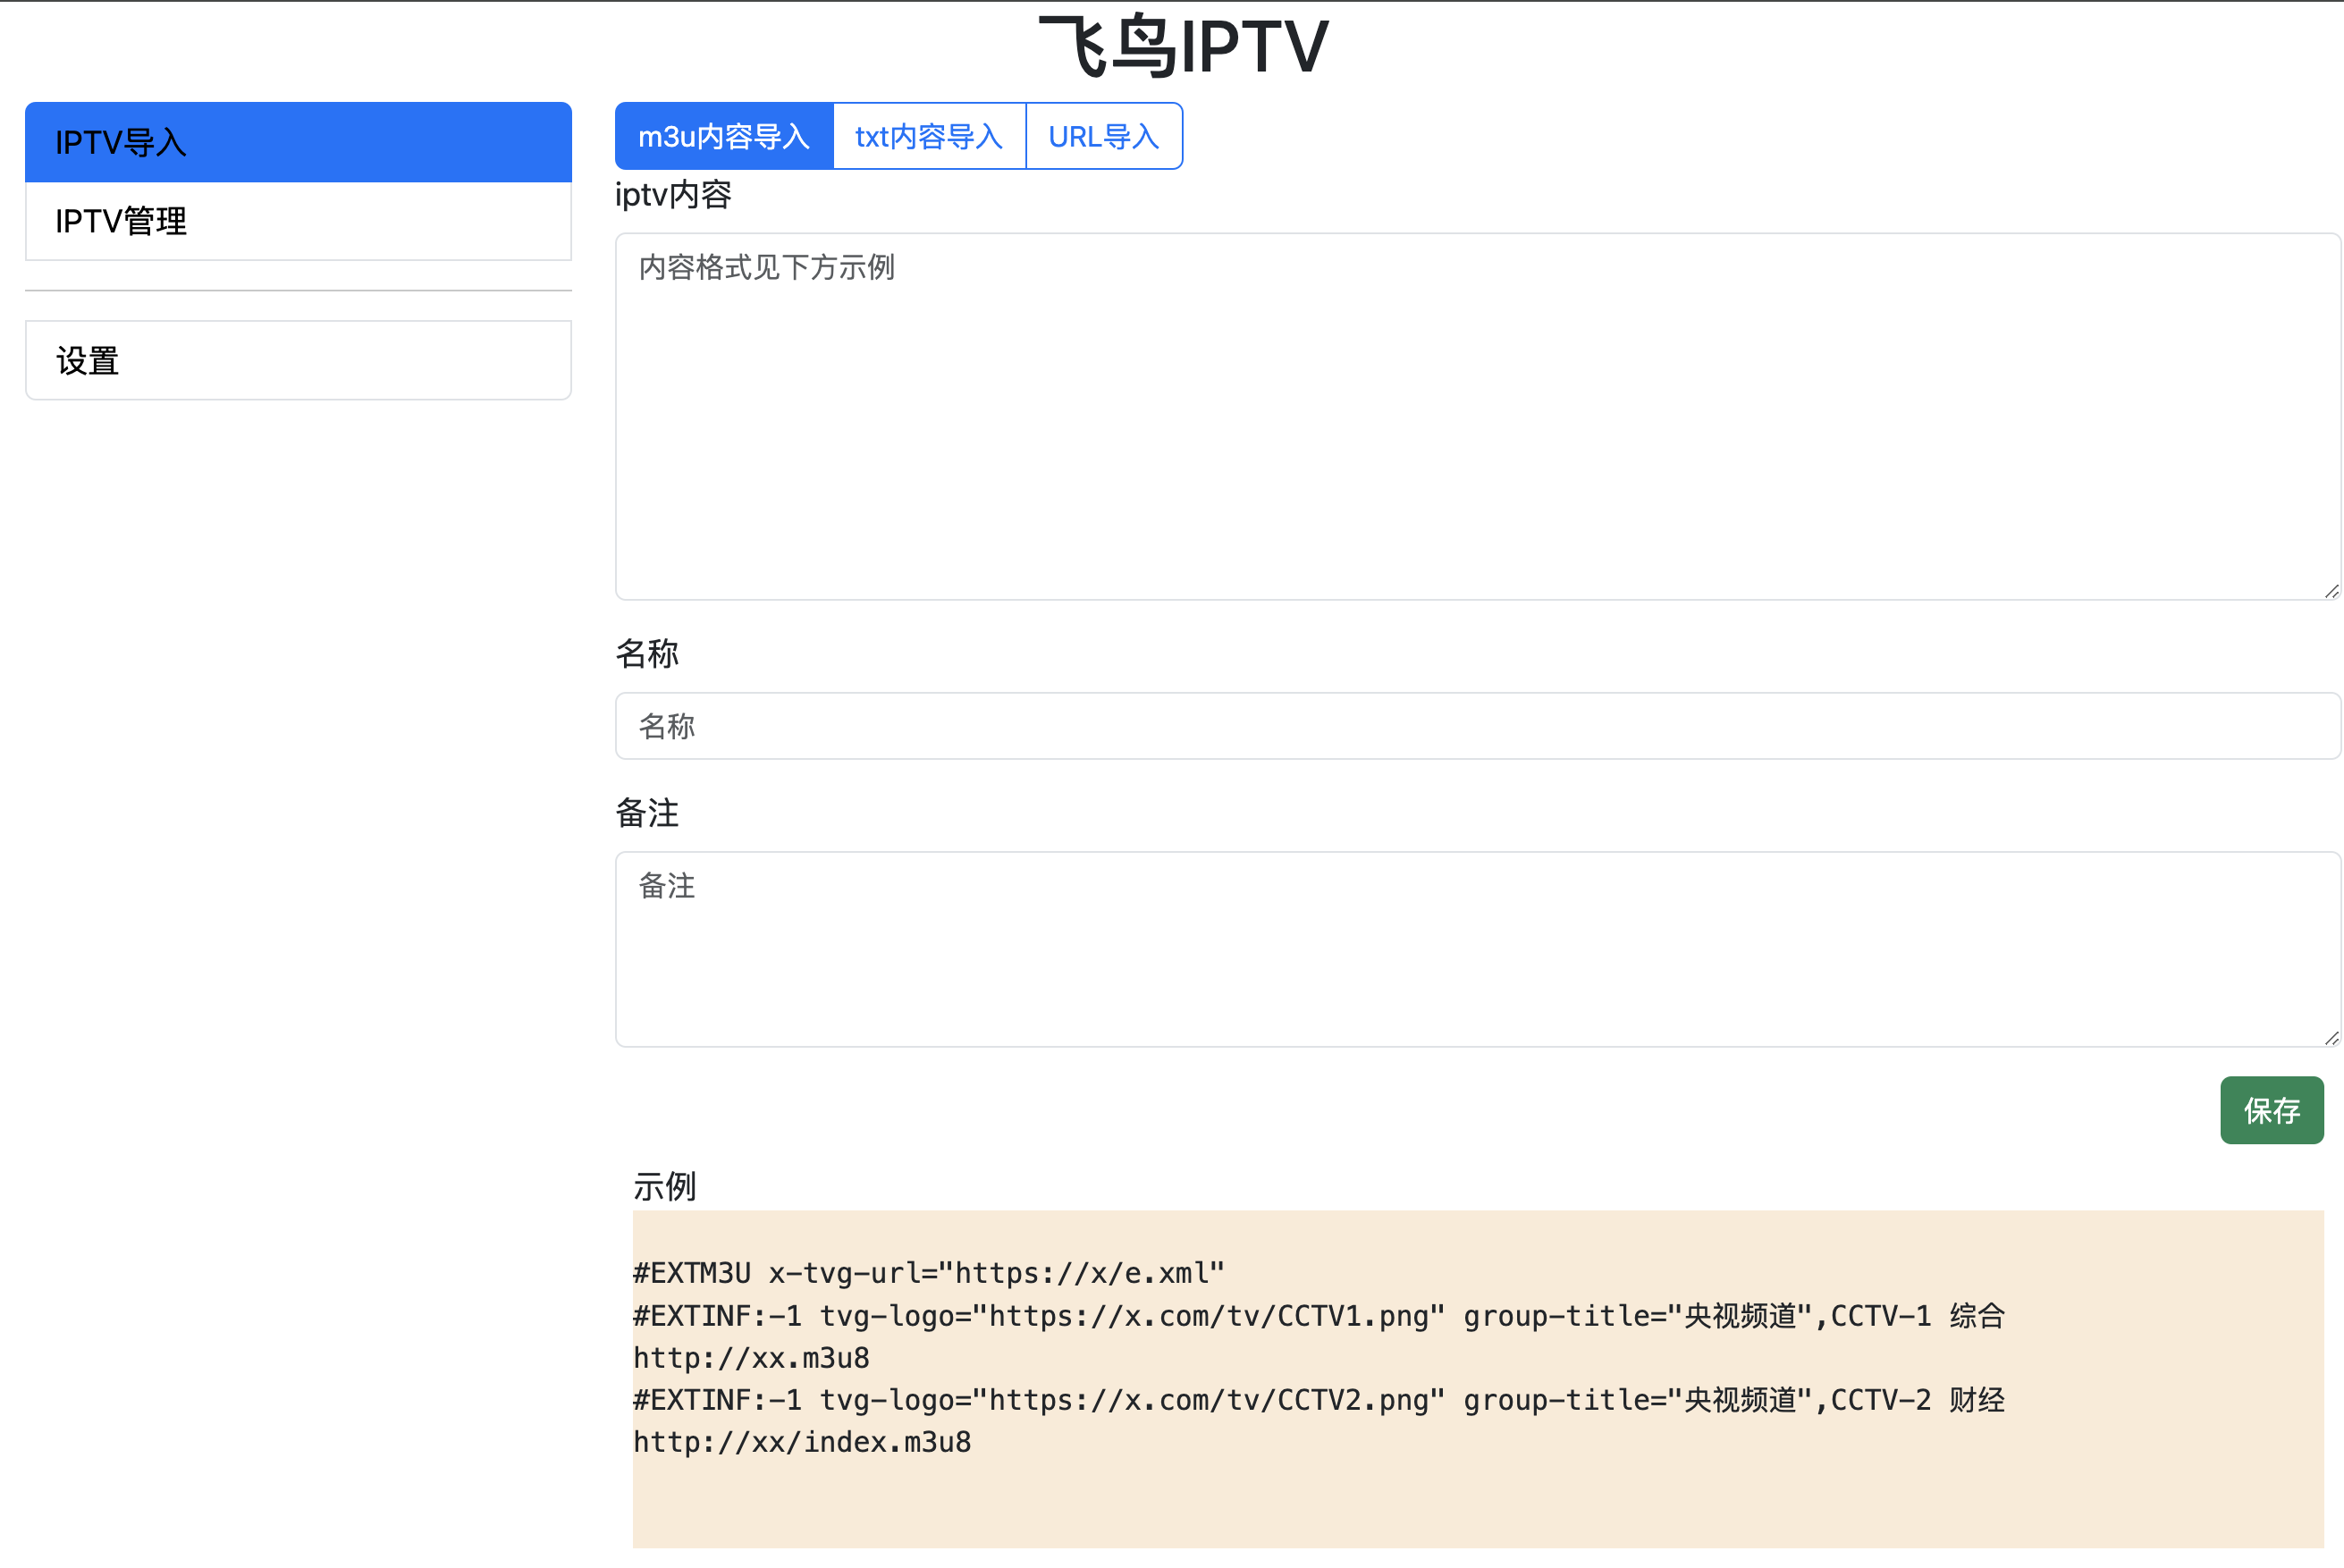 飞鸟IPTV
IPTV导入
IPTV管理
设置
m3u内容导入
txt内容导入
URL导入
iptv内容
内容格式见下方示例
名称
名称
备注
备注
保存
示例
#EXTM3U x-tvg-url="https://x/e.xml"
#EXTINF:-1 tvg-logo="https://x.com/tv/CCTV1.png" group-title="央视频道",CCTV-1 综合
http://xx.m3u8
#EXTINF:-1 tvg-logo="https://x.com/tv/CCTV2.png" group-title="央视频道",CCTV-2 财经
http://xx/index.m3u8